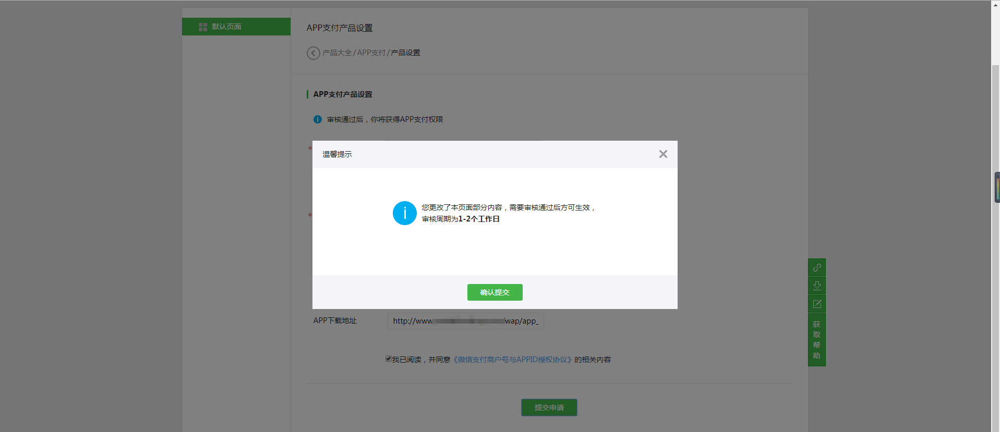 默认页面
APP支付产品设置
产品大全/APP支付/产品设置
APP支付产品设置
审核通过后，你将获得APP支付权限
*
温馨提示
您更改了本页面部分内容，需要审核通过后方可生效，
审核周期为1-2个工作日
*
确认提交
APP下载地址
http://www wap/app_
我已阅读，并同意《微信支付商户号与APPID授权协议》的相关内容
提交申请
获
取
帮
助